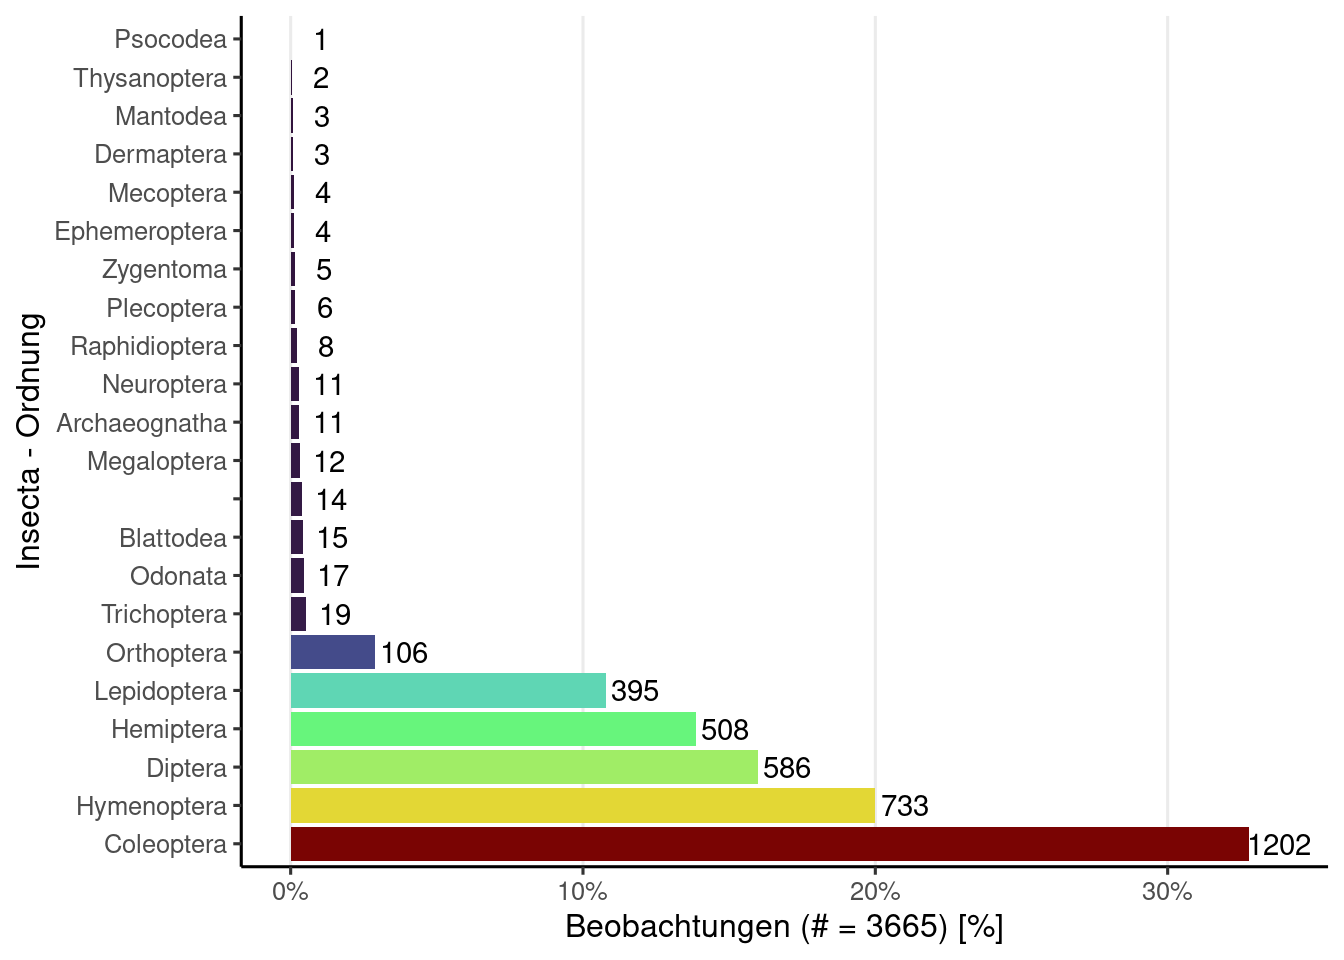 Insecta - Ordnung
Psocodea 1
Thysanoptera 2
Mantodea 3
Dermaptera 3
Mecoptera 4
Ephemeroptera 4
Zygentoma 5
Plecoptera 6
Raphidioptera 8
Neuroptera 11
Archaeognatha 11
Megaloptera 12
14
Blattodea 15
Odonata 17
Trichoptera 19
Orthoptera 106
Lepidoptera 395
Hemiptera 508
Diptera 586
Hymenoptera 733
Coleoptera 1202
0% 10% 20% 30%
Beobachtungen (# = 3665) [%]